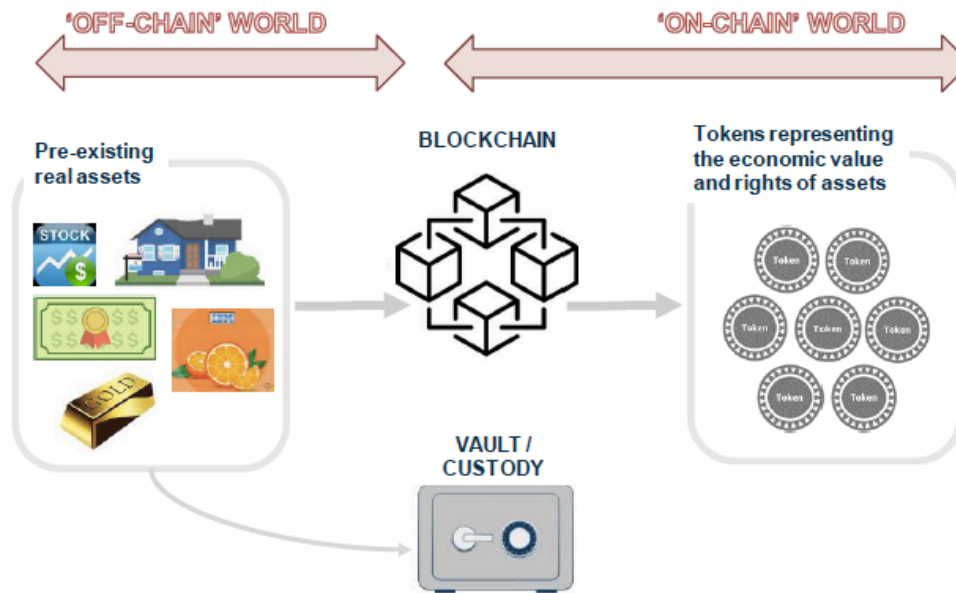 ‘OFF-CHAIN’ WORLD
‘ON-CHAIN’ WORLD
Pre-existing
real assets
BLOCKCHAIN
Tokens representing
the economic value
and rights of assets
STOCK
$
$$ $$
$$ $$
GOLD
Token
Token
Token
Token
Token
Token
Token
VAULT /
CUSTODY